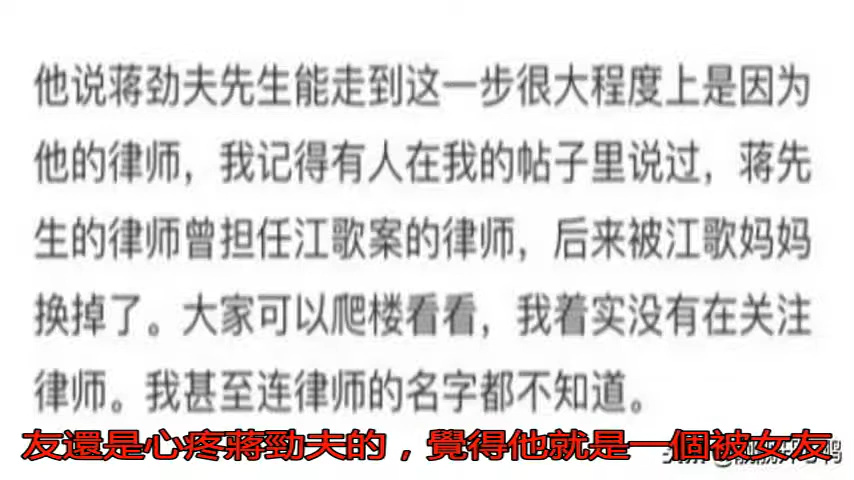 他说蒋劲夫先生能走到这一步很大程度上是因为
他的律师，我记得有人在我的帖子里说过，蒋先
生的律师曾担任江歌案的律师，后来被江歌妈妈
换掉了。大家可以爬楼看看，我着实没有在关注
律师。我甚至连律师的名字都不知道。
友還是心疼蔣勁夫的，覺得他就是一個被女友